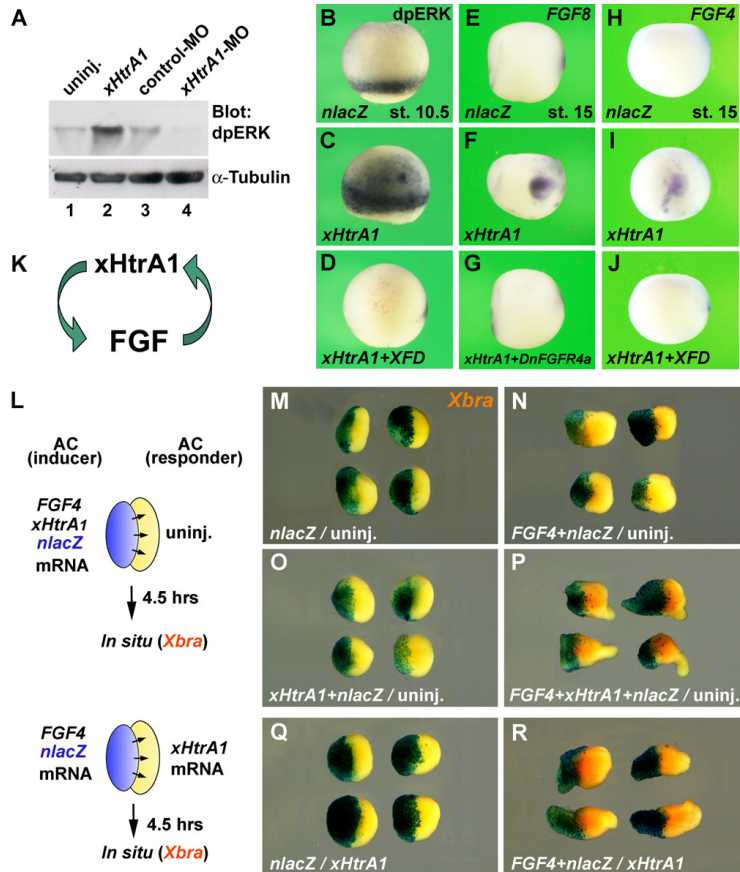 A
uninj.
xHtrA1
control-MO
xHtrA1-MO
Blot:
dpERK
α-Tubulin
1 2 3 4
B dpERK
nlacZ st. 10.5
C
xHtrA1
D
xHtrA1+XFD
E FGF8
nlacZ st. 15
F
xHtrA1
G
xHtrA1+DnFGFR4a
H FGF4
nlacZ st. 15
I
xHtrA1
J
xHtrA1+XFD
K
xHtrA1
FGF
L
AC
(inducer)
AC
(responder)
FGF4
xHtrA1
nlacZ
mRNA
uninj.
4.5 hrs
In situ (Xbra)
FGF4
nlacZ
mRNA
xHtrA1
mRNA
4.5 hrs
In situ (Xbra)
M Xbra
nlacZ / uninj.
N
FGF4+nlacZ / uninj.
O
xHtrA1+nlacZ / uninj.
P
FGF4+xHtrA1+nlacZ / uninj.
Q
nlacZ / xHtrA1
R
FGF4+nlacZ / xHtrA1